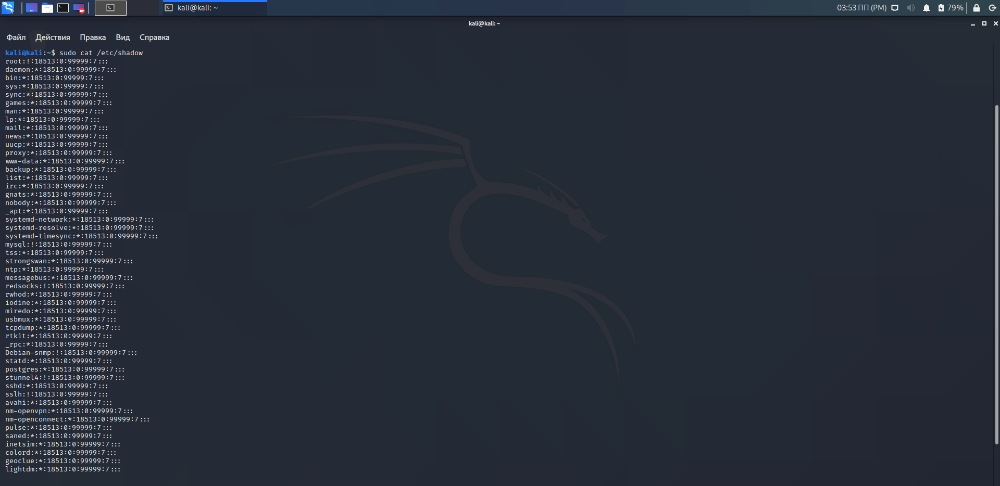 kali@kali: ~
03:53 ПП (PM)
79%
kali@kali: ~
Файл Действия Правка Вид Справка
kali@kali:~$ sudo cat /etc/shadow
root:!:18513:0:99999:7:::
daemon:*:18513:0:99999:7:::
bin:*:18513:0:99999:7:::
sys:*:18513:0:99999:7:::
sync:*:18513:0:99999:7:::
games:*:18513:0:99999:7:::
man:*:18513:0:99999:7:::
lp:*:18513:0:99999:7:::
mail:*:18513:0:99999:7:::
news:*:18513:0:99999:7:::
uucp:*:18513:0:99999:7:::
proxy:*:18513:0:99999:7:::
www-data:*:18513:0:99999:7:::
backup:*:18513:0:99999:7:::
list:*:18513:0:99999:7:::
irc:*:18513:0:99999:7:::
gnats:*:18513:0:99999:7:::
nobody:*:18513:0:99999:7:::
_apt:*:18513:0:99999:7:::
systemd-network:*:18513:0:99999:7:::
systemd-resolve:*:18513:0:99999:7:::
systemd-timesync:*:18513:0:99999:7:::
mysql:!:18513:0:99999:7:::
tss:*:18513:0:99999:7:::
strongswan:*:18513:0:99999:7:::
ntp:*:18513:0:99999:7:::
messagebus:*:18513:0:99999:7:::
redsocks:!:18513:0:99999:7:::
rwhod:*:18513:0:99999:7:::
iodine:*:18513:0:99999:7:::
miredo:*:18513:0:99999:7:::
usbmux:*:18513:0:99999:7:::
tcpdump:*:18513:0:99999:7:::
rtkit:*:18513:0:99999:7:::
_rpc:*:18513:0:99999:7:::
Debian-snmp:!:18513:0:99999:7:::
statd:*:18513:0:99999:7:::
postgres:*:18513:0:99999:7:::
stunnel4:!:18513:0:99999:7:::
sshd:*:18513:0:99999:7:::
sslh:!:18513:0:99999:7:::
avahi:*:18513:0:99999:7:::
nm-openvpn:*:18513:0:99999:7:::
nm-openconnect:*:18513:0:99999:7:::
pulse:*:18513:0:99999:7:::
saned:*:18513:0:99999:7:::
inetsim:*:18513:0:99999:7:::
colord:*:18513:0:99999:7:::
geoclue:*:18513:0:99999:7:::
lightdm:*:18513:0:99999:7:::